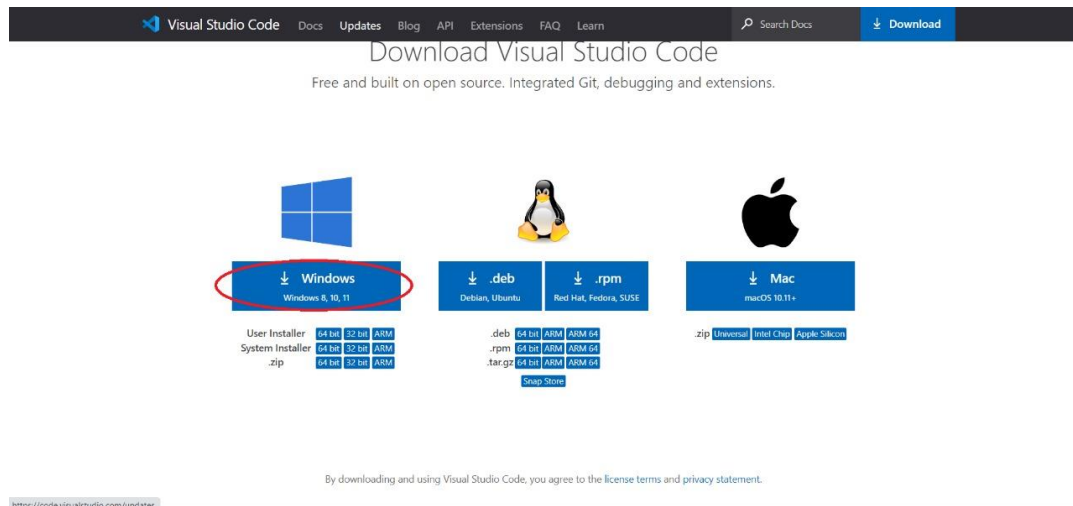 Visual Studio Code Docs Updates Blog API Extensions FAQ Learn Search Docs Download
Download Visual Studio Code
Free and built on open source. Integrated Git, debugging and extensions.
Windows
Windows 8, 10, 11
User Installer 64 bit 32 bit ARM
System Installer 64 bit 32 bit ARM
.zip 64 bit 32 bit ARM
.deb
Debian, Ubuntu
.rpm
Red Hat, Fedora, SUSE
.deb 64 bit ARM ARM 64
.rpm 64 bit ARM ARM 64
.tar.gz 64 bit ARM ARM 64
Snap Store
Mac
macOS 10.11+
.zip Universal Intel Chip Apple Silicon
By downloading and using Visual Studio Code, you agree to the license terms and privacy statement.
https://code.visualstudio.com/updates